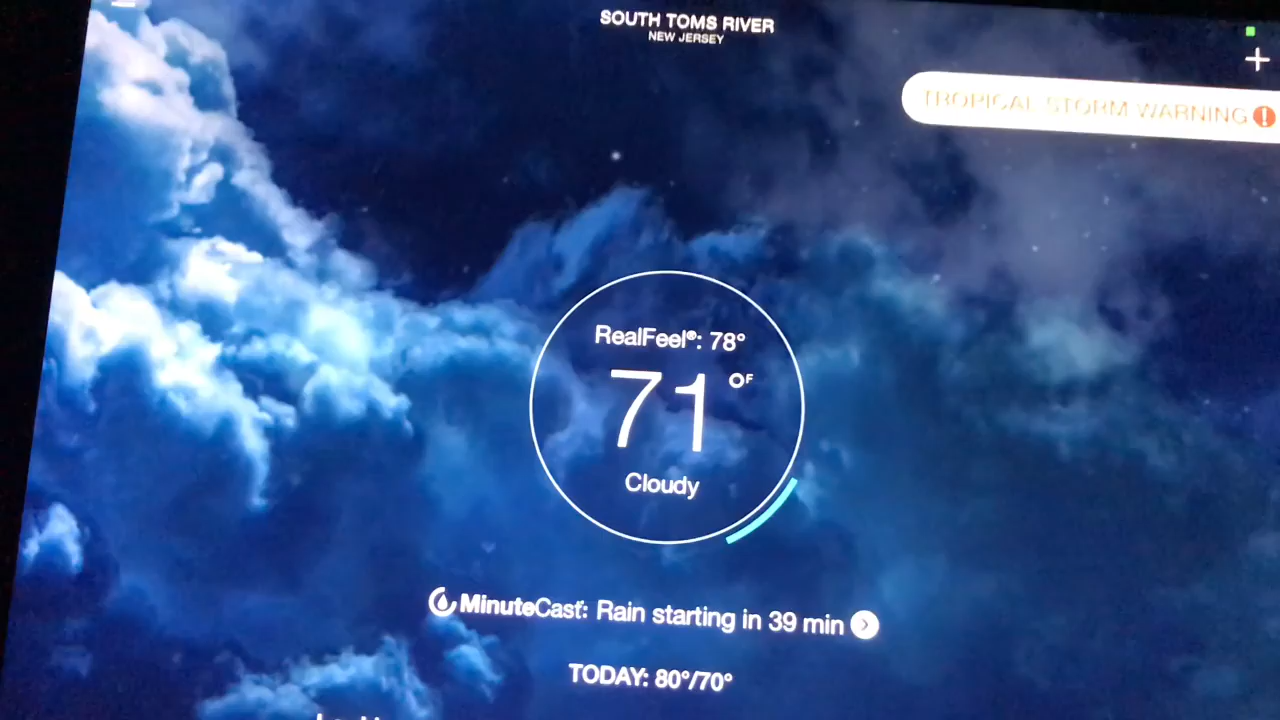 SOUTH TOMS RIVER
NEW JERSEY
TROPICAL STORM WARNING
RealFeel®: 78°
71°F
Cloudy
MinuteCast: Rain starting in 39 min
TODAY: 80°/70°